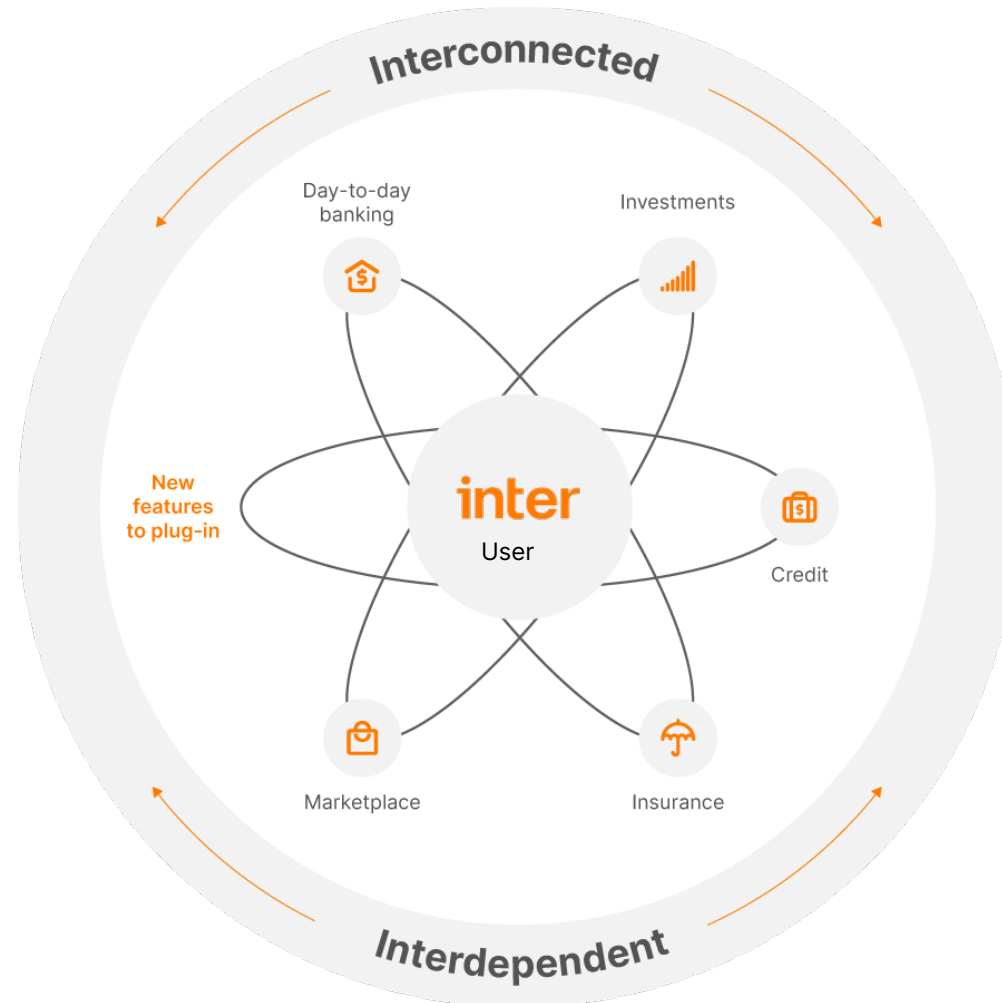 Interconnected
Day-to-day
banking
Investments
New
features
to plug-in
inter
User
Credit
Marketplace
Insurance
Interdependent